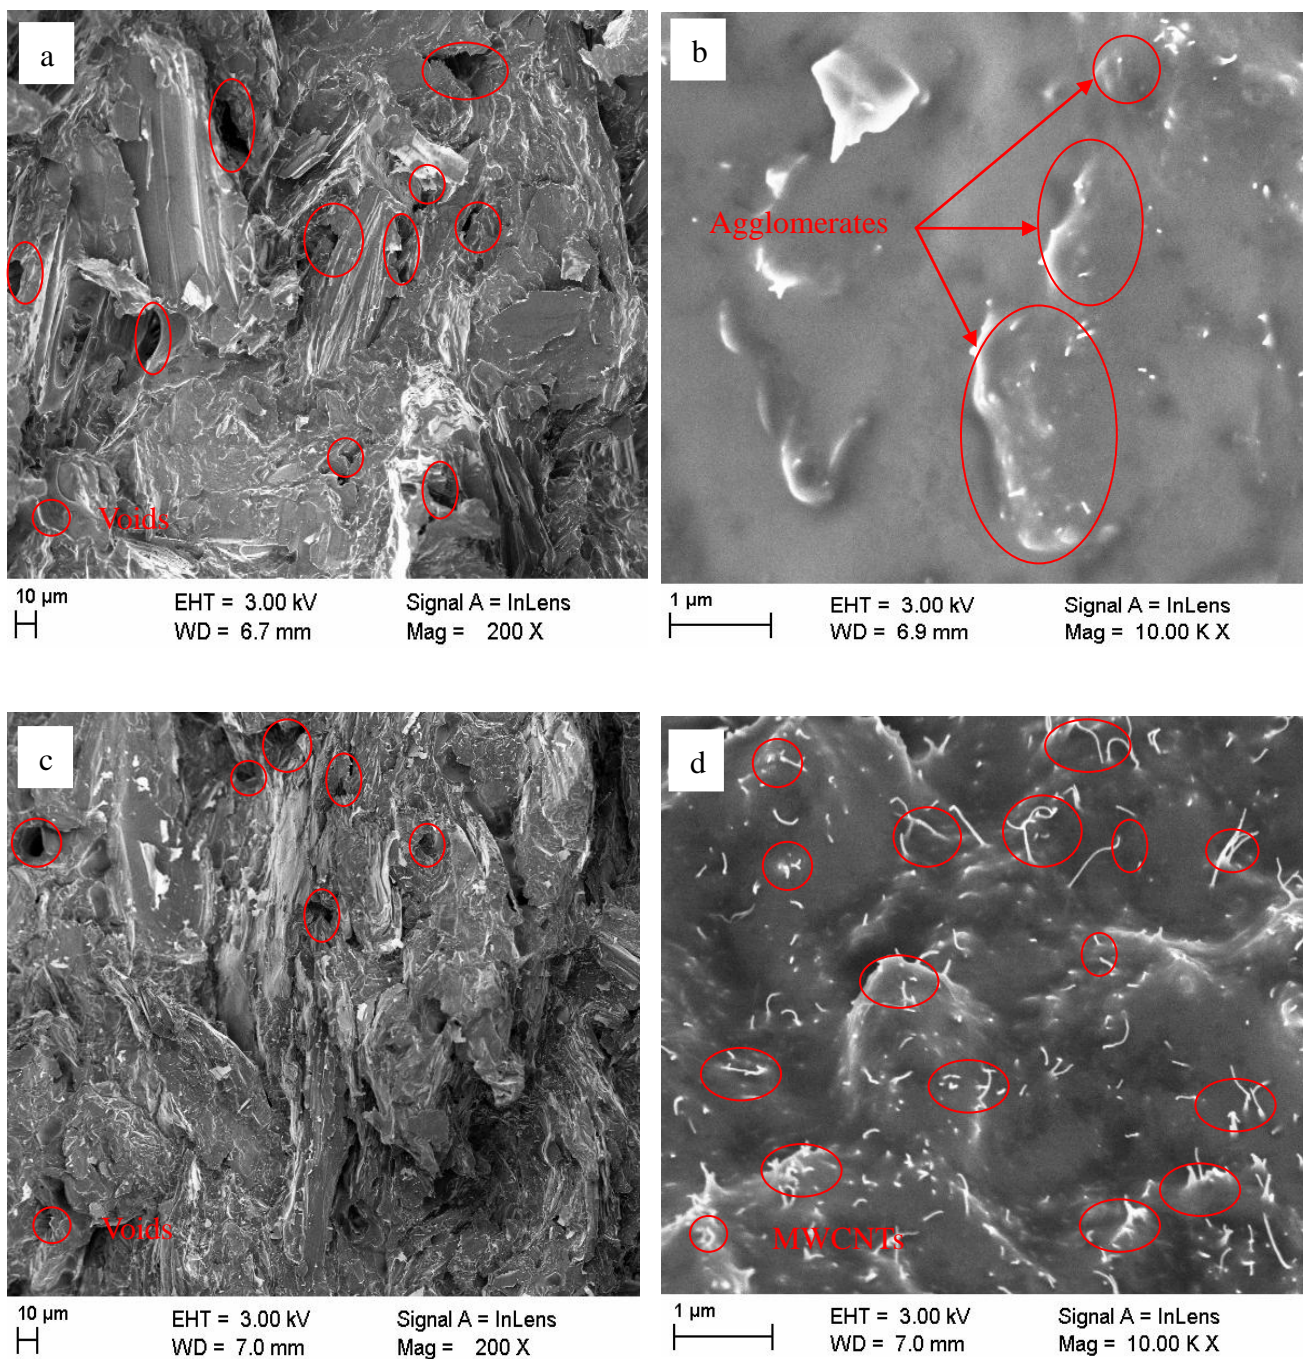 a
Voids
10 µm
EHT = 3.00 kV
Signal A = InLens
WD = 6.7 mm
Mag = 200 X
b
Agglomerates
1 µm
EHT = 3.00 kV
Signal A = InLens
WD = 6.9 mm
Mag = 10.00 K X
c
Voids
10 µm
EHT = 3.00 kV
Signal A = InLens
WD = 7.0 mm
Mag = 200 X
d
MWCNTs
1 µm
EHT = 3.00 kV
Signal A = InLens
WD = 7.0 mm
Mag = 10.00 K X